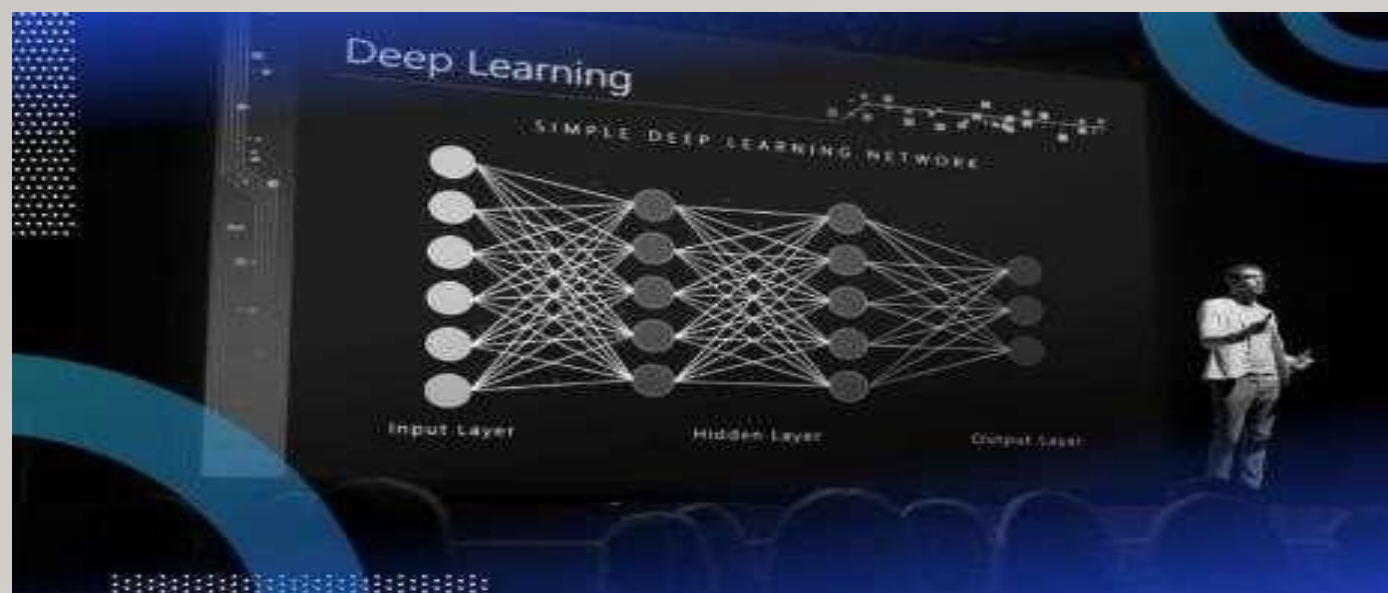 Deep Learning
SIMPLE DEEP LEARNING NETWORK
Input Layer
Hidden Layer
Output Layer